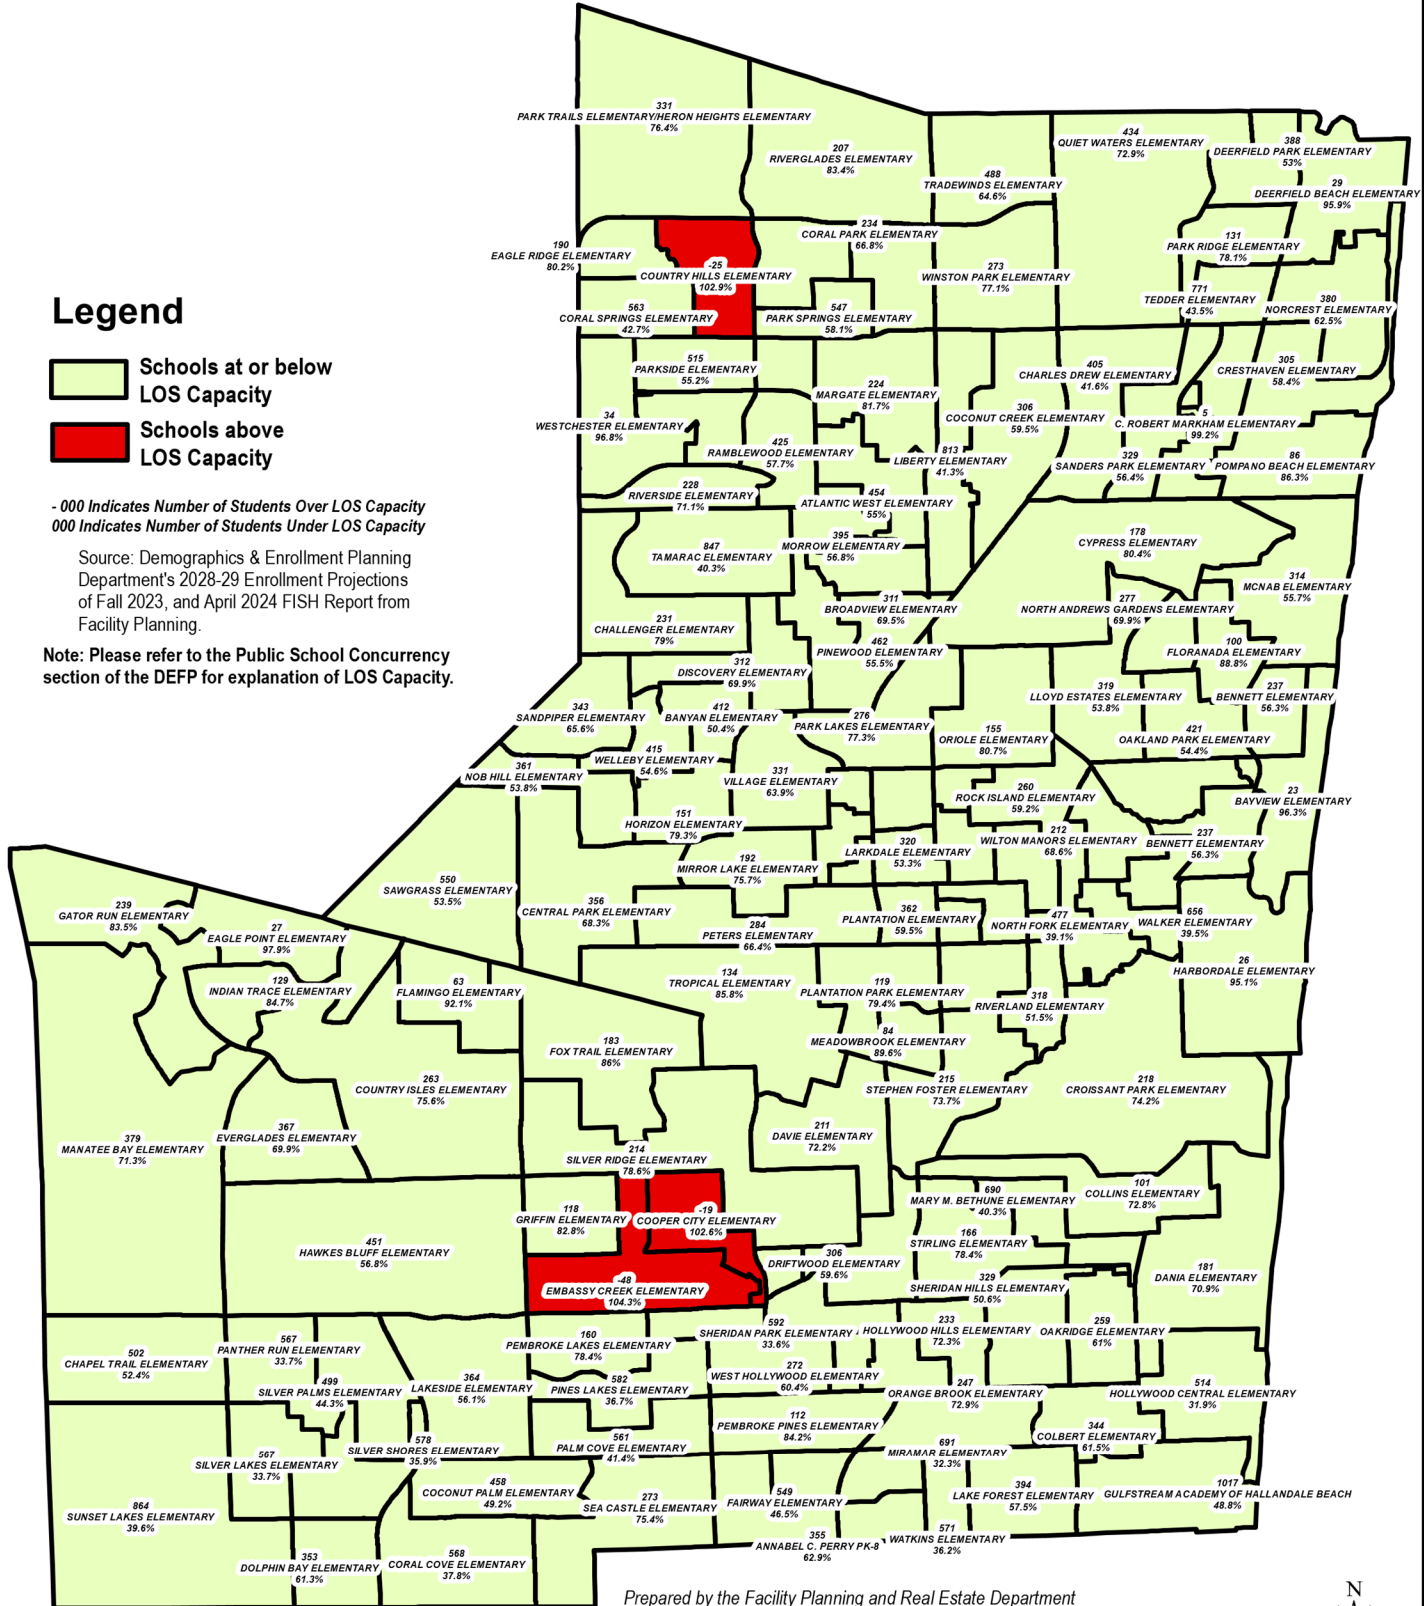 331
PARK TRAILS ELEMENTARY/HERON HEIGHTS ELEMENTARY
76.4%
207
RIVERGLADES ELEMENTARY
83.4%
488
TRADEWINDS ELEMENTARY
64.6%
434
QUIET WATERS ELEMENTARY
72.9%
388
DEERFIELD PARK ELEMENTARY
53%
29
DEERFIELD BEACH ELEMENTARY
95.9%
190
EAGLE RIDGE ELEMENTARY
80.2%
-25
COUNTRY HILLS ELEMENTARY
102.9%
234
CORAL PARK ELEMENTARY
66.8%
273
WINSTON PARK ELEMENTARY
77.1%
131
PARK RIDGE ELEMENTARY
78.1%
771
TEDDER ELEMENTARY
43.5%
380
NORCREST ELEMENTARY
62.5%
563
CORAL SPRINGS ELEMENTARY
42.7%
547
PARK SPRINGS ELEMENTARY
58.1%
Legend
Schools at or below
LOS Capacity
Schools above
LOS Capacity
- 000 Indicates Number of Students Over LOS Capacity
000 Indicates Number of Students Under LOS Capacity
Source: Demographics & Enrollment Planning
Department's 2028-29 Enrollment Projections
of Fall 2023, and April 2024 FISH Report from
Facility Planning.
Note: Please refer to the Public School Concurrency
section of the DEFP for explanation of LOS Capacity.
515
PARKSIDE ELEMENTARY
55.2%
224
MARGATE ELEMENTARY
81.7%
405
CHARLES DREW ELEMENTARY
41.6%
305
CRESTHAVEN ELEMENTARY
58.4%
34
WESTCHESTER ELEMENTARY
96.8%
425
RAMBLEWOOD ELEMENTARY
57.7%
306
COCONUT CREEK ELEMENTARY
59.5%
5
C. ROBERT MARKHAM ELEMENTARY
99.2%
813
LIBERTY ELEMENTARY
41.3%
329
SANDERS PARK ELEMENTARY
56.4%
86
POMPANO BEACH ELEMENTARY
86.3%
228
RIVERSIDE ELEMENTARY
71.1%
454
ATLANTIC WEST ELEMENTARY
55%
847
TAMARAC ELEMENTARY
40.3%
395
MORROW ELEMENTARY
56.8%
178
CYPRESS ELEMENTARY
80.4%
314
MCNAB ELEMENTARY
55.7%
311
BROADVIEW ELEMENTARY
69.5%
277
NORTH ANDREWS GARDENS ELEMENTARY
69.9%
231
CHALLENGER ELEMENTARY
79%
462
PINEWOOD ELEMENTARY
55.5%
100
FLORANADA ELEMENTARY
88.8%
312
DISCOVERY ELEMENTARY
69.9%
319
LLOYD ESTATES ELEMENTARY
53.8%
237
BENNETT ELEMENTARY
56.3%
343
SANDPIPER ELEMENTARY
65.6%
412
BANYAN ELEMENTARY
50.4%
276
PARK LAKES ELEMENTARY
77.3%
155
ORIOLE ELEMENTARY
80.7%
421
OAKLAND PARK ELEMENTARY
54.4%
415
WELLEBY ELEMENTARY
54.6%
361
NOB HILL ELEMENTARY
53.8%
331
VILLAGE ELEMENTARY
63.9%
260
ROCK ISLAND ELEMENTARY
59.2%
23
BAYVIEW ELEMENTARY
96.3%
151
HORIZON ELEMENTARY
79.3%
320
LARKDALE ELEMENTARY
53.3%
212
WILTON MANORS ELEMENTARY
68.6%
237
BENNETT ELEMENTARY
56.3%
192
MIRROR LAKE ELEMENTARY
75.7%
550
SAWGRASS ELEMENTARY
53.5%
356
CENTRAL PARK ELEMENTARY
68.3%
284
PETERS ELEMENTARY
66.4%
362
PLANTATION ELEMENTARY
59.5%
477
NORTH FORK ELEMENTARY
39.1%
656
WALKER ELEMENTARY
39.5%
239
GATOR RUN ELEMENTARY
83.5%
27
EAGLE POINT ELEMENTARY
97.9%
26
HARBORDALE ELEMENTARY
95.1%
129
INDIAN TRACE ELEMENTARY
84.7%
63
FLAMINGO ELEMENTARY
92.1%
134
TROPICAL ELEMENTARY
85.8%
119
PLANTATION PARK ELEMENTARY
79.4%
318
RIVERLAND ELEMENTARY
51.5%
183
FOX TRAIL ELEMENTARY
86%
84
MEADOWBROOK ELEMENTARY
89.6%
263
COUNTRY ISLES ELEMENTARY
75.6%
215
STEPHEN FOSTER ELEMENTARY
73.7%
218
CROISSANT PARK ELEMENTARY
74.2%
379
MANATEE BAY ELEMENTARY
71.3%
367
EVERGLADES ELEMENTARY
69.9%
211
DAVIE ELEMENTARY
72.2%
214
SILVER RIDGE ELEMENTARY
78.6%
690
MARY M. BETHUNE ELEMENTARY
40.3%
101
COLLINS ELEMENTARY
72.8%
118
GRIFFIN ELEMENTARY
82.8%
-19
COOPER CITY ELEMENTARY
102.6%
451
HAWKES BLUFF ELEMENTARY
56.8%
166
STIRLING ELEMENTARY
78.4%
306
DRIFTWOOD ELEMENTARY
59.6%
181
DANIA ELEMENTARY
70.9%
-48
EMBASSY CREEK ELEMENTARY
104.3%
329
SHERIDAN HILLS ELEMENTARY
50.6%
567
PANTHER RUN ELEMENTARY
33.7%
160
PEMBROKE LAKES ELEMENTARY
78.4%
592
SHERIDAN PARK ELEMENTARY
33.6%
233
HOLLYWOOD HILLS ELEMENTARY
72.3%
259
OAKRIDGE ELEMENTARY
61%
502
CHAPEL TRAIL ELEMENTARY
52.4%
499
SILVER PALMS ELEMENTARY
44.3%
364
LAKESIDE ELEMENTARY
56.1%
582
PINES LAKES ELEMENTARY
36.7%
272
WEST HOLLYWOOD ELEMENTARY
60.4%
247
ORANGE BROOK ELEMENTARY
72.9%
514
HOLLYWOOD CENTRAL ELEMENTARY
31.9%
112
PEMBROKE PINES ELEMENTARY
84.2%
344
COLBERT ELEMENTARY
61.5%
578
SILVER SHORES ELEMENTARY
35.9%
561
PALM COVE ELEMENTARY
41.4%
691
MIRAMAR ELEMENTARY
32.3%
567
SILVER LAKES ELEMENTARY
33.7%
458
COCONUT PALM ELEMENTARY
49.2%
273
SEA CASTLE ELEMENTARY
75.4%
549
FAIRWAY ELEMENTARY
46.5%
394
LAKE FOREST ELEMENTARY
57.5%
1017
GULFSTREAM ACADEMY OF HALLANDALE BEACH
48.8%
864
SUNSET LAKES ELEMENTARY
39.6%
355
ANNABEL C. PERRY PK-8
62.9%
571
WATKINS ELEMENTARY
36.2%
353
DOLPHIN BAY ELEMENTARY
61.3%
568
CORAL COVE ELEMENTARY
37.8%
Prepared by the Facility Planning and Real Estate Department
N